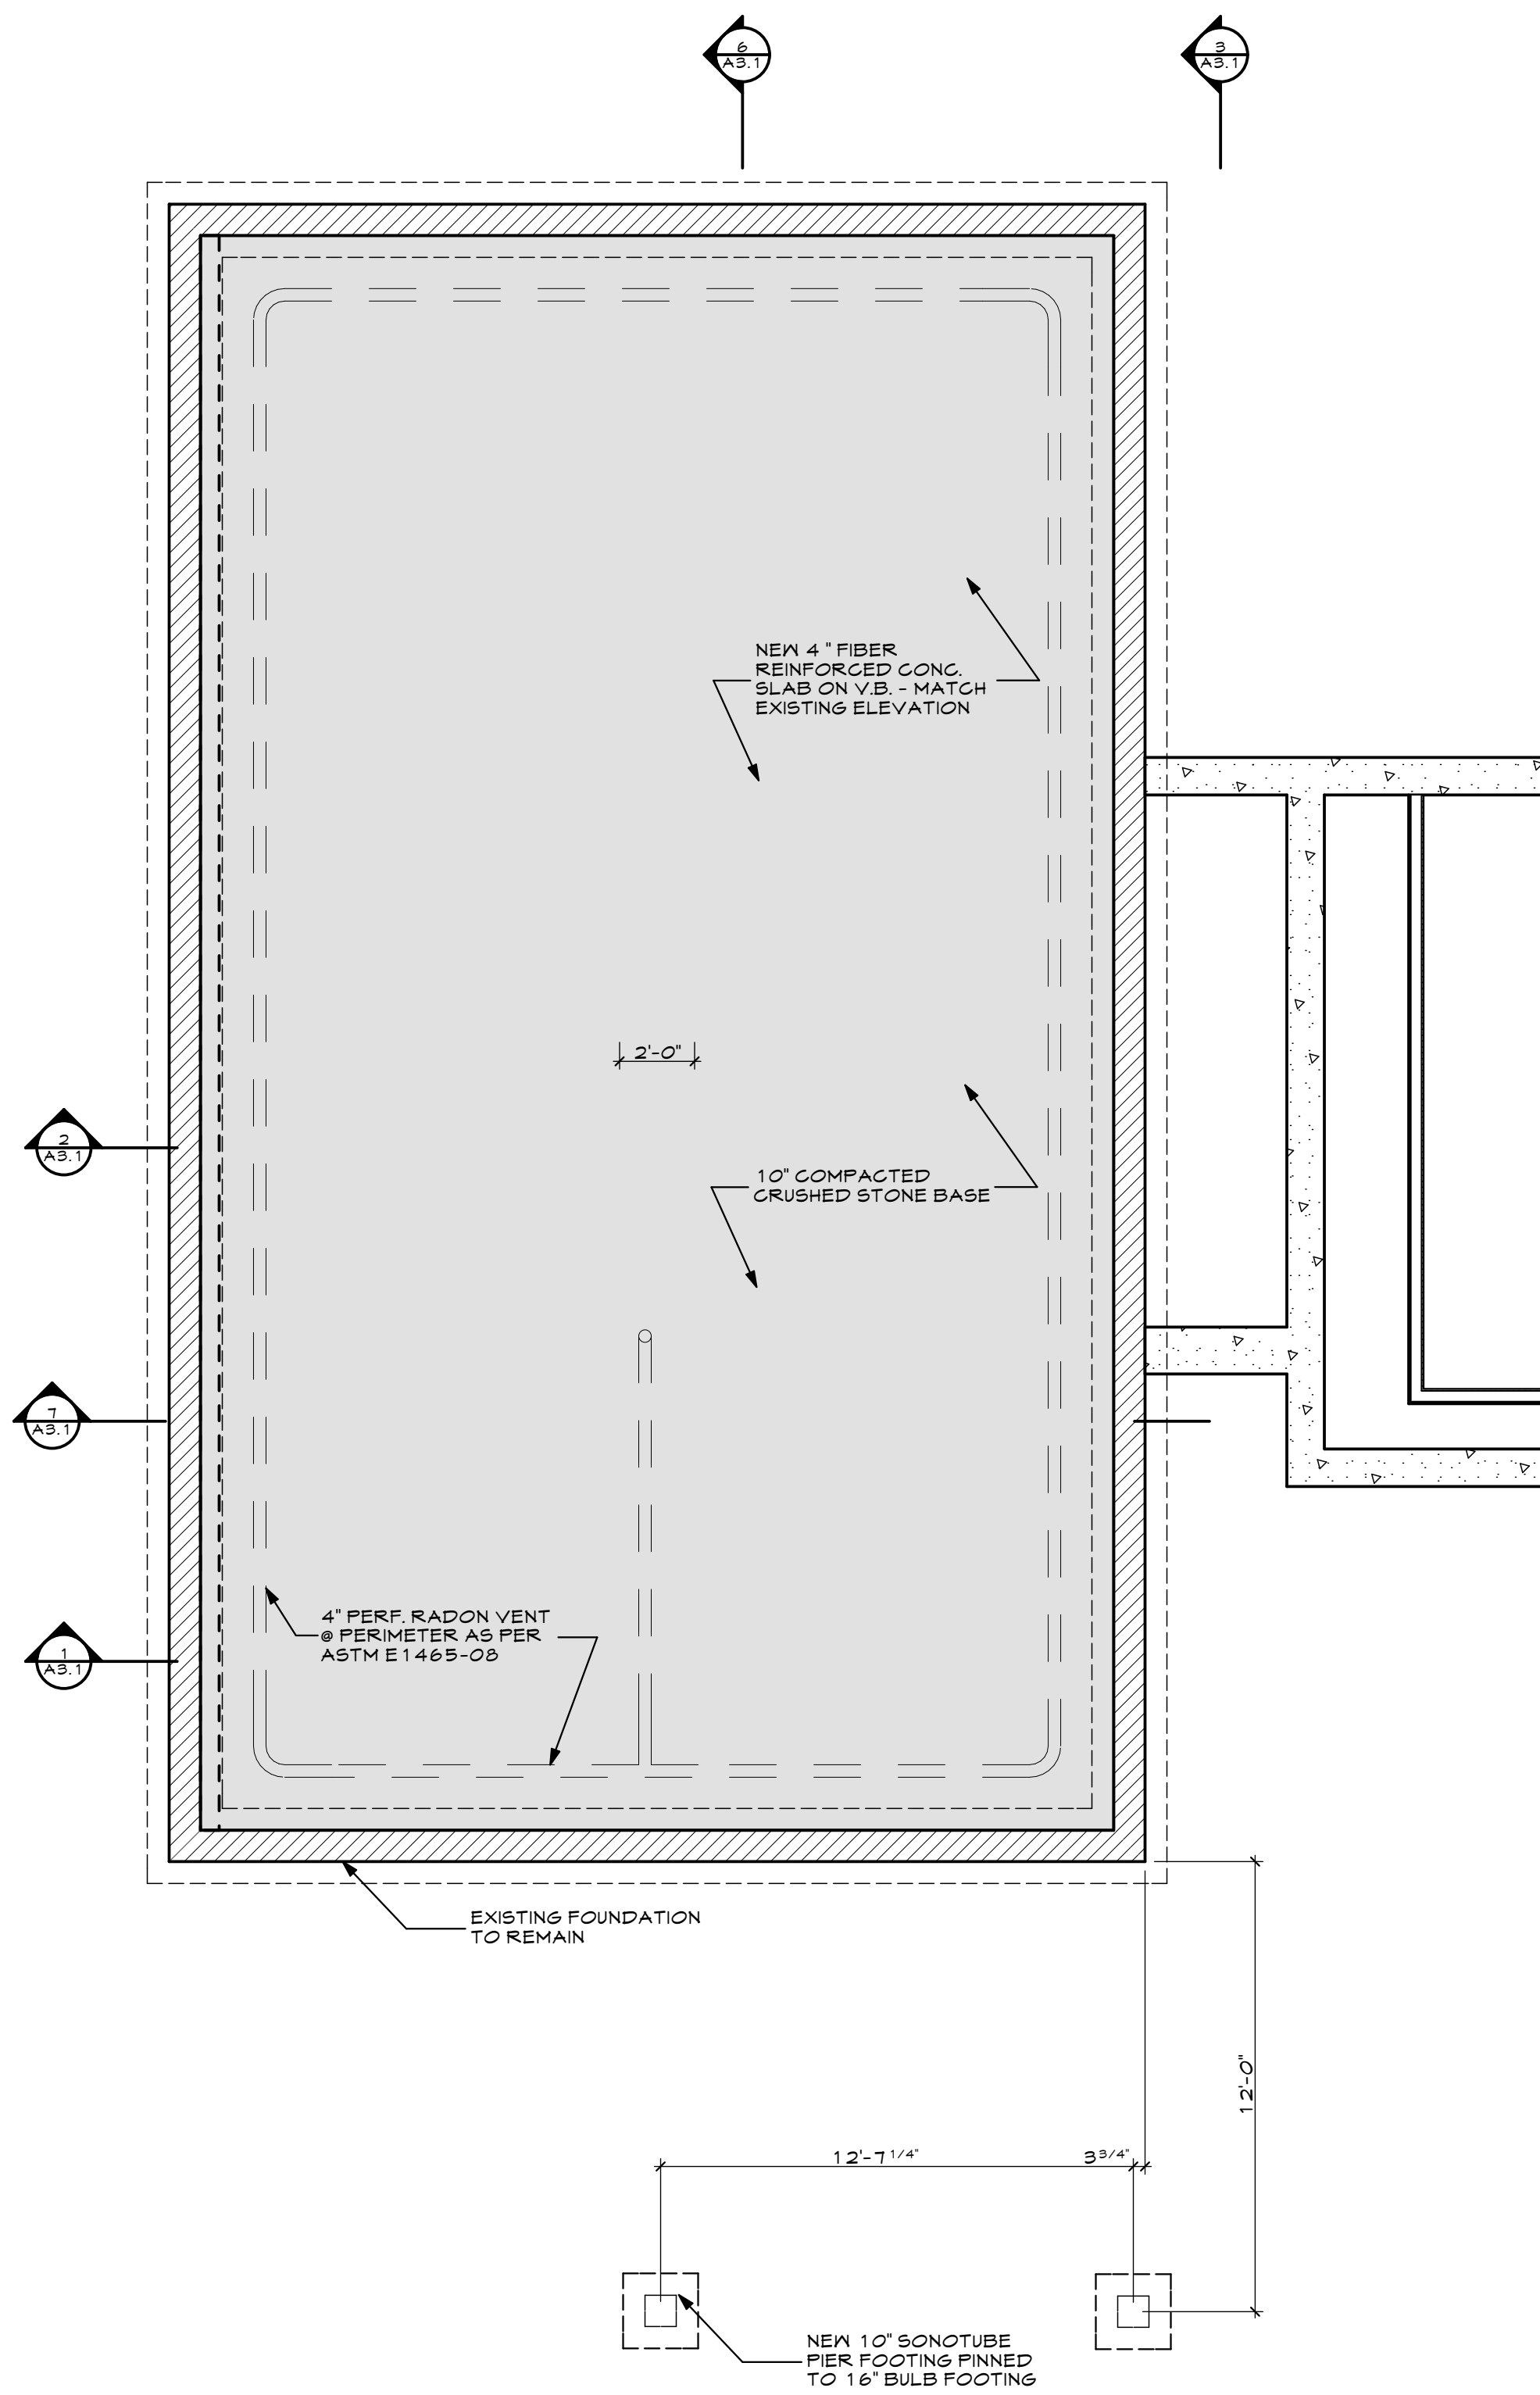 6
A3.1
3
A3.1
NEW 4" FIBER
REINFORCED CONC.
SLAB ON V.B. - MATCH
EXISTING ELEVATION
2'-0"
2
A3.1
10" COMPACTED
CRUSHED STONE BASE
7
A3.1
4" PERF. RADON VENT
@ PERIMETER AS PER
ASTM E1465-08
1
A3.1
EXISTING FOUNDATION
TO REMAIN
12'-0"
12'-7 1/4"
3 3/4"
NEW 10" SONOTUBE
PIER FOOTING PINNED
TO 16" BULB FOOTING